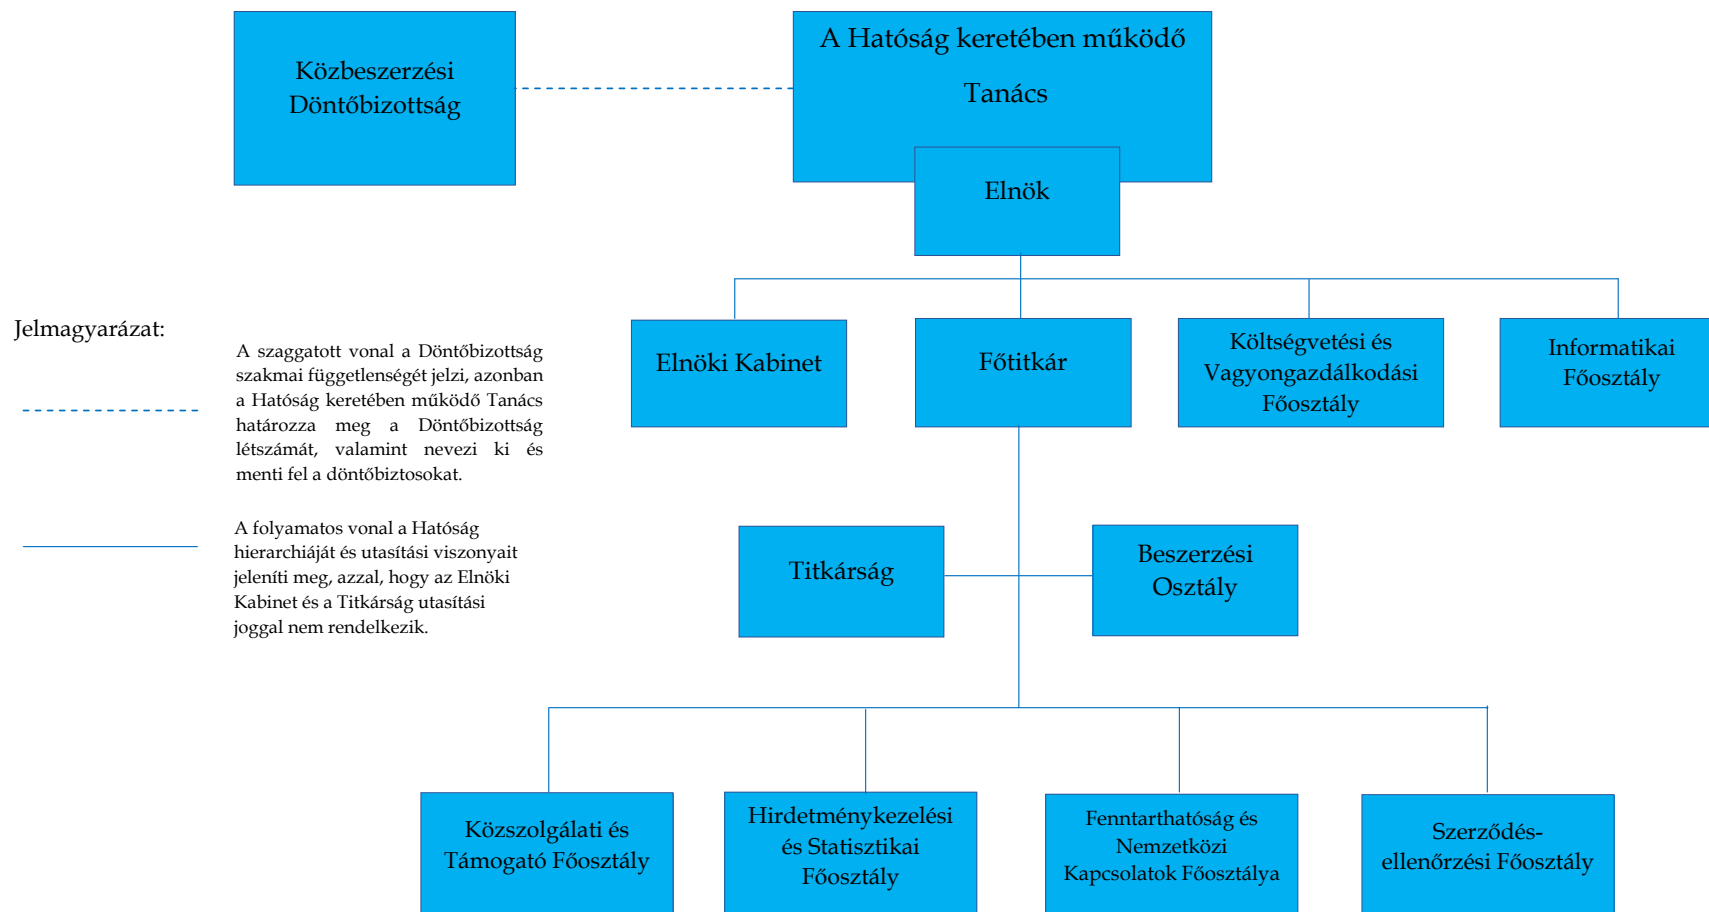 Közbeszerzési
Döntőbizottság
A Hatóság keretében működő
Tanács
Elnök
Jelmagyarázat:
A szaggatott vonal a Döntőbizottság
szakmai függetlenségét jelzi, azonban
a Hatóság keretében működő Tanács
határozza meg a Döntőbizottság
létszámát, valamint nevezi ki és
menti fel a döntőbiztosokat.
A folyamatos vonal a Hatóság
hierarchiáját és utasítási viszonyait
jeleníti meg, azzal, hogy az Elnöki
Kabinet és a Titkárság utasítási
joggal nem rendelkezik.
Elnöki Kabinet
Főtitkár
Költségvetési és
Vagyongazdálkodási
Főosztály
Informatikai
Főosztály
Titkárság
Beszerzési
Osztály
Közszolgálati és
Támogató Főosztály
Hirdetménykezelési
és Statisztikai
Főosztály
Fenntarthatóság és
Nemzetközi
Kapcsolatok Főosztálya
Szerződés-
ellenőrzési Főosztály